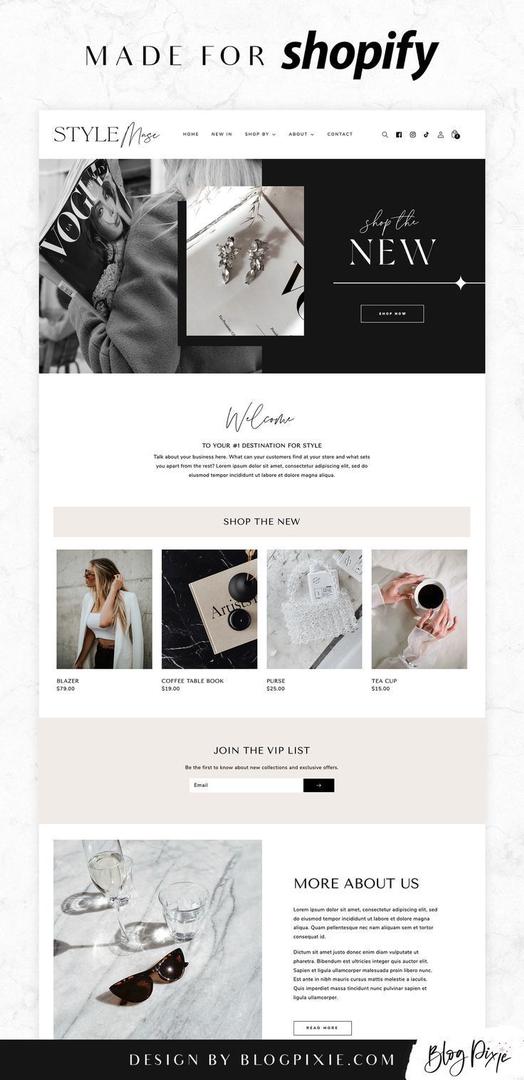 MADE FOR shopify
STYLE Muse
HOME NEW IN SHOP BY ABOUT CONTACT
VOGUE
shop the
NEW
SHOP NOW
Welcome
TO YOUR #1 DESTINATION FOR STYLE
Talk about your business here. What can your customers find at your store and what sets
you apart from the rest? Lorem ipsum dolor sit amet, consectetur adipiscing elit, sed do
eiusmod tempor incididunt ut labore et dolore magna aliqua.
SHOP THE NEW
Artists
BLAZER
$79.00
COFFEE TABLE BOOK
$19.00
PURSE
$25.00
TEA CUP
$15.00
JOIN THE VIP LIST
Be the first to know about new collections and exclusive offers.
Email
MORE ABOUT US
Lorem ipsum dolor sit amet, consectetur adipiscing elit, sed
do eiusmod tempor incididunt ut labore et dolore magna
aliqua. Quam pellentesque nec nam aliquam sem et tortor
consequat id.
Dictum sit amet justo donec enim diam vulputate ut
pharetra. Bibendum est ultricies integer quis auctor elit.
Sapien et ligula ullamcorper malesuada proin libero nunc.
Est ante in nibh mauris cursus mattis molestie a iaculis.
Quis imperdiet massa tincidunt nunc pulvinar sapien et
ligula ullamcorper.
READ MORE
DESIGN BY BLOGPIXIE.COM
Blog Pixie